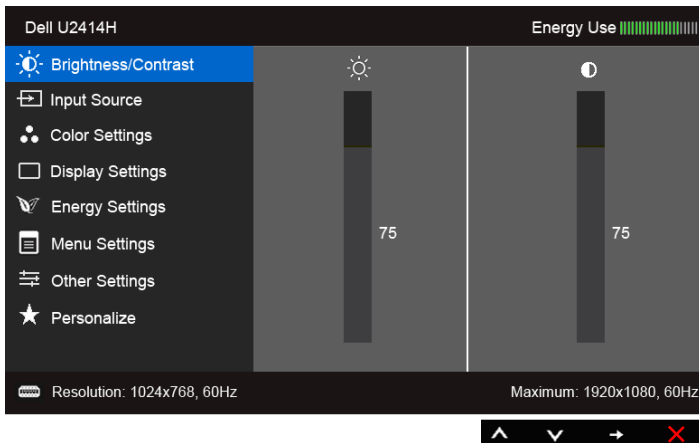 Dell U2414H
Energy Use
Brightness/Contrast
Input Source
Color Settings
Display Settings
Energy Settings
Menu Settings
Other Settings
Personalize
75
75
Resolution: 1024x768, 60Hz
Maximum: 1920x1080, 60Hz